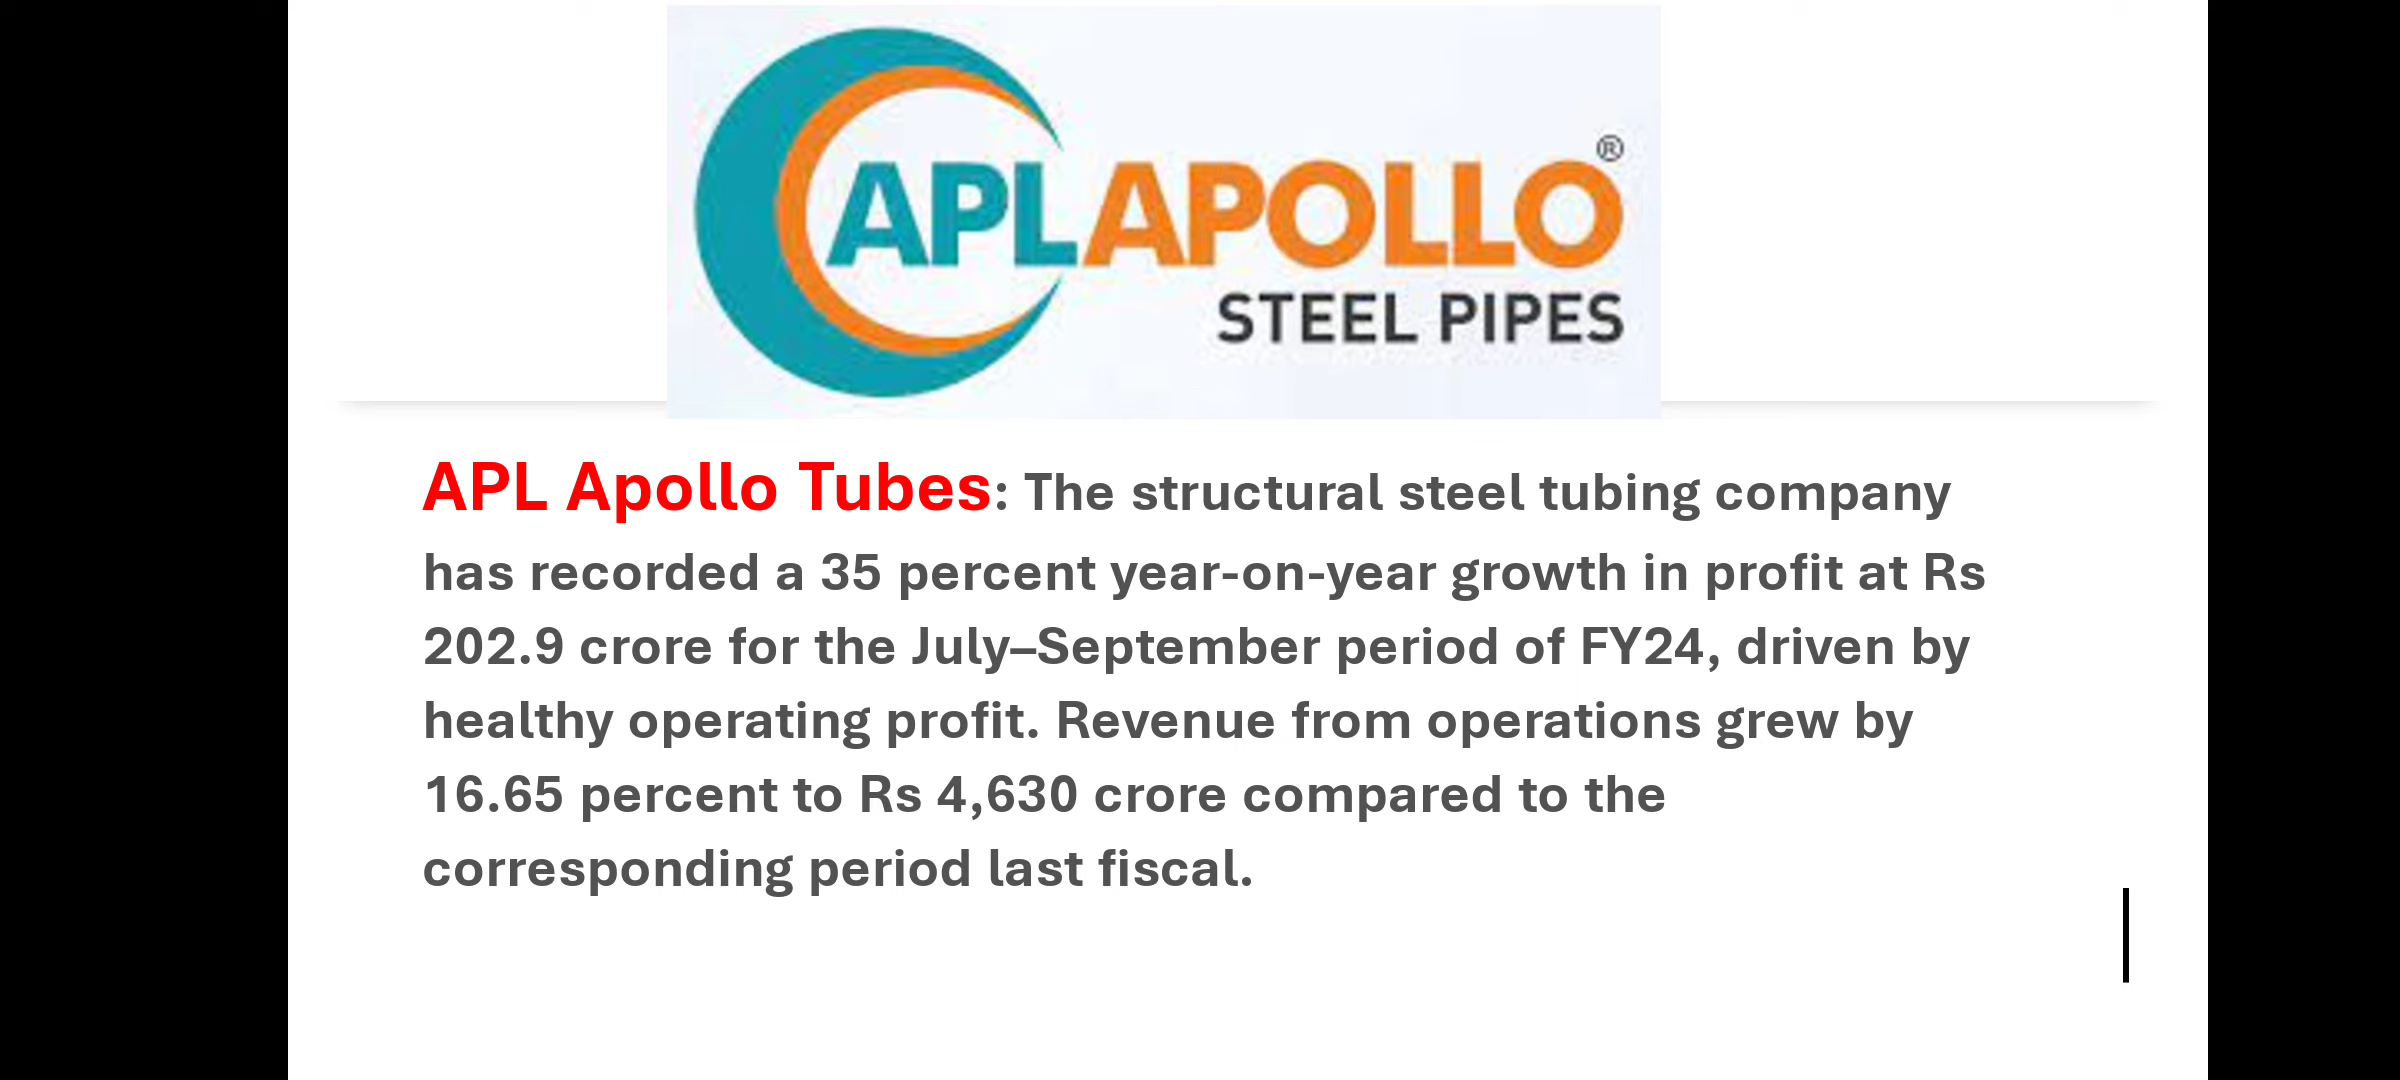 APL APOLLO®
STEEL PIPES
APL Apollo Tubes: The structural steel tubing company
has recorded a 35 percent year-on-year growth in profit at Rs
202.9 crore for the July–September period of FY24, driven by
healthy operating profit. Revenue from operations grew by
16.65 percent to Rs 4,630 crore compared to the
corresponding period last fiscal.